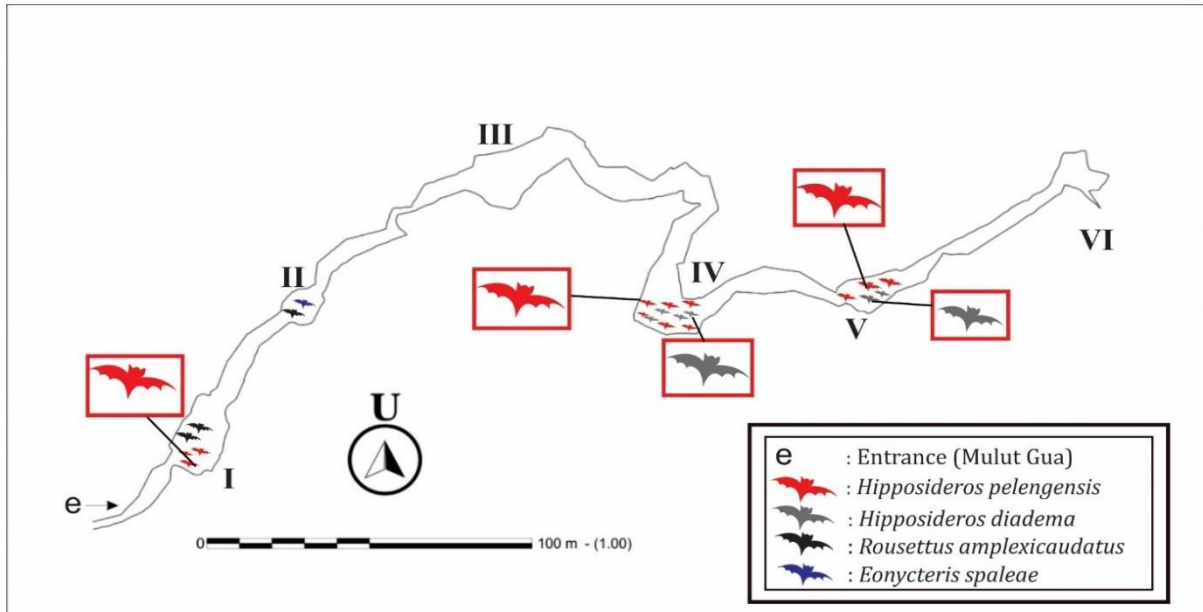 III
VI
II
IV
V
U
I
e
0
100 m - (1.00)
e : Entrance (Mulut Gua)
: Hipposideros pelengensis
: Hipposideros diadema
: Rousettus amplexicaudatus
: Eonycteris spaleae